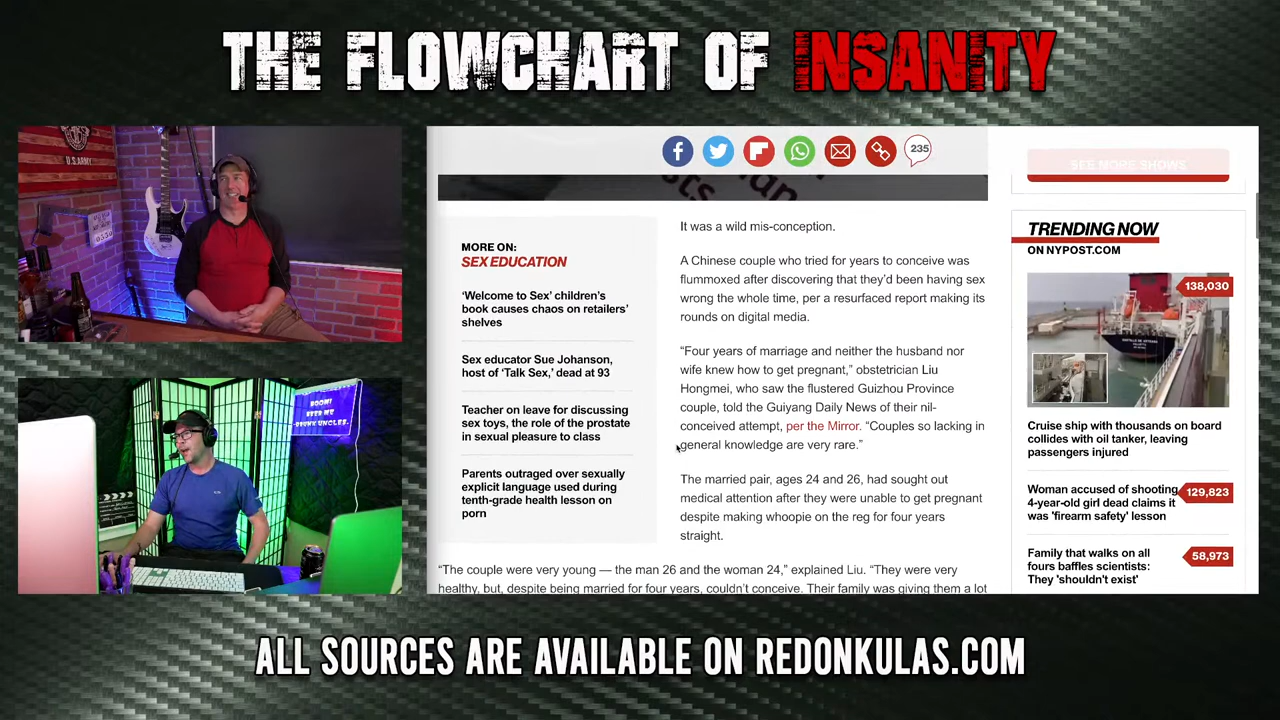 THE FLOWCHART OF INSANITY
U.S.ARMY
0530
BOOM!
BEER ME
DRUNK UNCLES.
235
SEE MORE SHOWS
MORE ON:
SEX EDUCATION
‘Welcome to Sex’ children’s
book causes chaos on retailers’
shelves
Sex educator Sue Johanson,
host of ‘Talk Sex,’ dead at 93
Teacher on leave for discussing
sex toys, the role of the prostate
in sexual pleasure to class
Parents outraged over sexually
explicit language used during
tenth-grade health lesson on
porn
It was a wild mis-conception.
A Chinese couple who tried for years to conceive was
flummoxed after discovering that they’d been having sex
wrong the whole time, per a resurfaced report making its
rounds on digital media.
“Four years of marriage and neither the husband nor
wife knew how to get pregnant,” obstetrician Liu
Hongmei, who saw the flustered Guizhou Province
couple, told the Guiyang Daily News of their nil-
conceived attempt, per the Mirror. “Couples so lacking in
general knowledge are very rare.”
The married pair, ages 24 and 26, had sought out
medical attention after they were unable to get pregnant
despite making whoopie on the reg for four years
straight.
“The couple were very young — the man 26 and the woman 24,” explained Liu. “They were very
healthy, but, despite being married for four years, couldn’t conceive. Their family was giving them a lot
TRENDING NOW
ON NYPOST.COM
138,030
Cruise ship with thousands on board
collides with oil tanker, leaving
passengers injured
Woman accused of shooting
4-year-old girl dead claims it
was 'firearm safety' lesson
129,823
Family that walks on all
fours baffles scientists:
They 'shouldn't exist'
58,973
ALL SOURCES ARE AVAILABLE ON REDONKULAS.COM